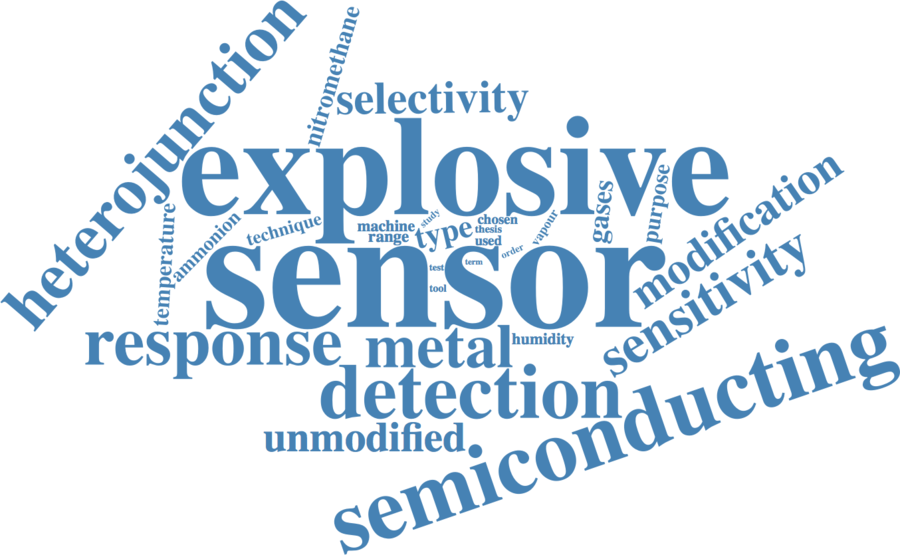 heterojunction
nitromethane
selectivity
explosive
temperature
ammonion
technique
machine
study
chosen
vapour
gases
purpose
range
type
thesis
used
order
modification
sensor
test
term
tool
sensitivity
response
metal
humidity
detection
unmodified
semiconducting